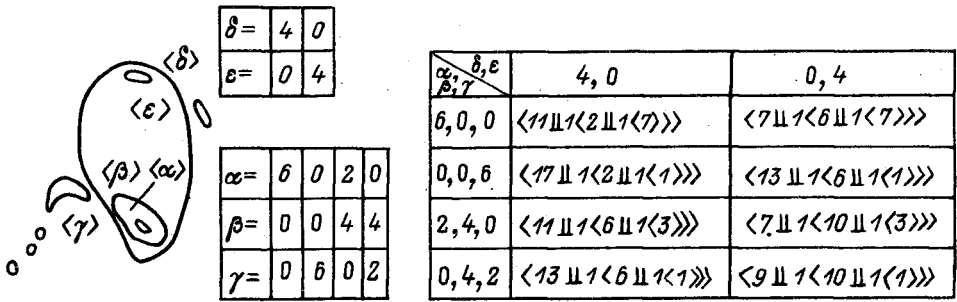 ⟨δ⟩
⟨ε⟩
⟨β⟩ ⟨α⟩
⟨γ⟩
δ= 4 0
ε= 0 4
α= 6 0 2 0
β= 0 0 4 4
γ= 0 6 0 2
α, β, γ δ, ε 4, 0 0, 4
6, 0, 0 ⟨11⫫1⟨2⫫1⟨7⟩⟩⟩ ⟨7⫫1⟨6⫫1⟨7⟩⟩⟩
0, 0, 6 ⟨17⫫1⟨2⫫1⟨1⟩⟩⟩ ⟨13⫫1⟨6⫫1⟨1⟩⟩⟩
2, 4, 0 ⟨11⫫1⟨6⫫1⟨3⟩⟩⟩ ⟨7⫫1⟨10⫫1⟨3⟩⟩⟩
0, 4, 2 ⟨13⫫1⟨6⫫1⟨1⟩⟩⟩ ⟨9⫫1⟨10⫫1⟨1⟩⟩⟩